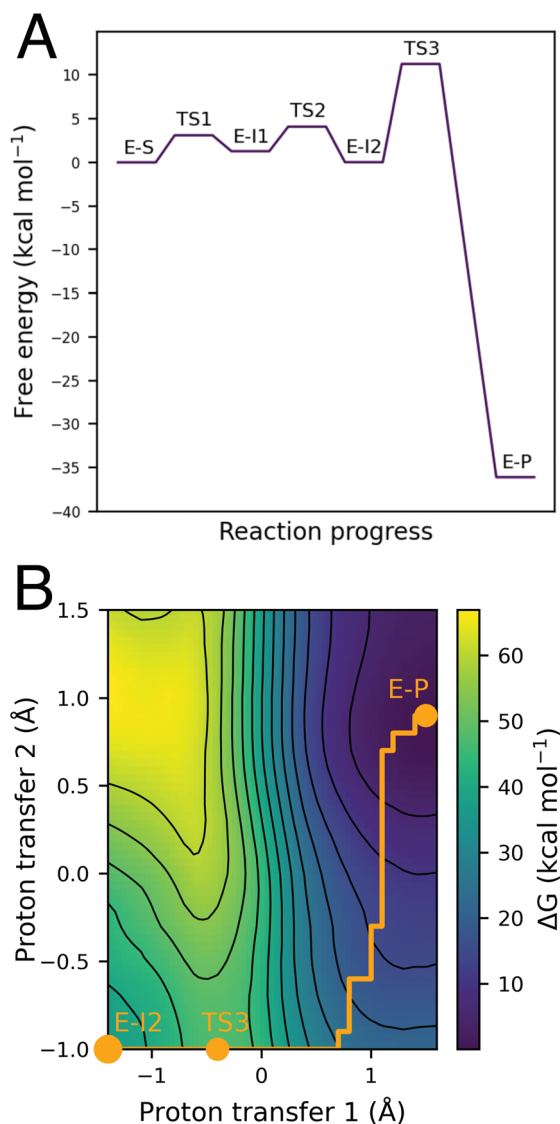 A
Free energy (kcal mol⁻¹)
10
5
0
−5
−10
−15
−20
−25
−30
−35
−40
E-S
TS1
E-I1
TS2
E-I2
TS3
E-P
Reaction progress
B
Proton transfer 2 (Å)
1.5
1.0
0.5
0.0
−0.5
−1.0
E-P
E-I2
TS3
−1
0
1
Proton transfer 1 (Å)
60
50
40
30
20
10
ΔG (kcal mol⁻¹)